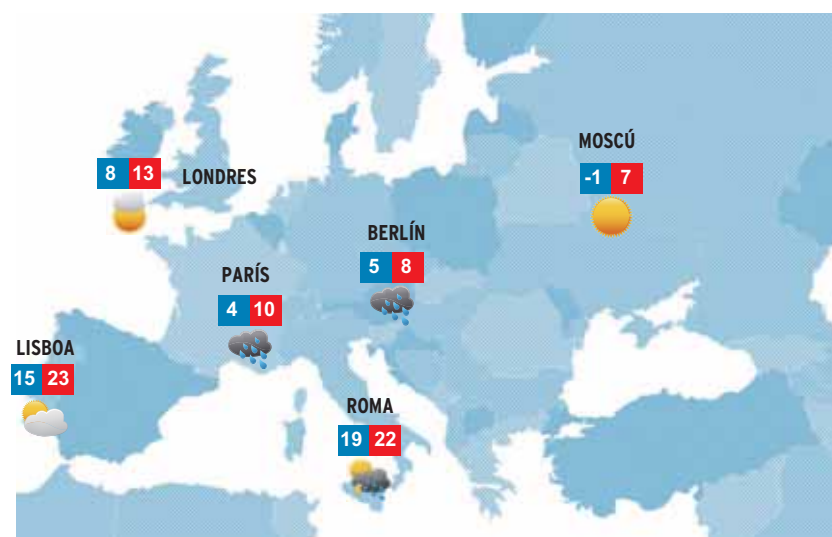 MOSCÚ
-1 7
8 13 LONDRES
BERLÍN
5 8
PARÍS
4 10
LISBOA
15 23
ROMA
19 22